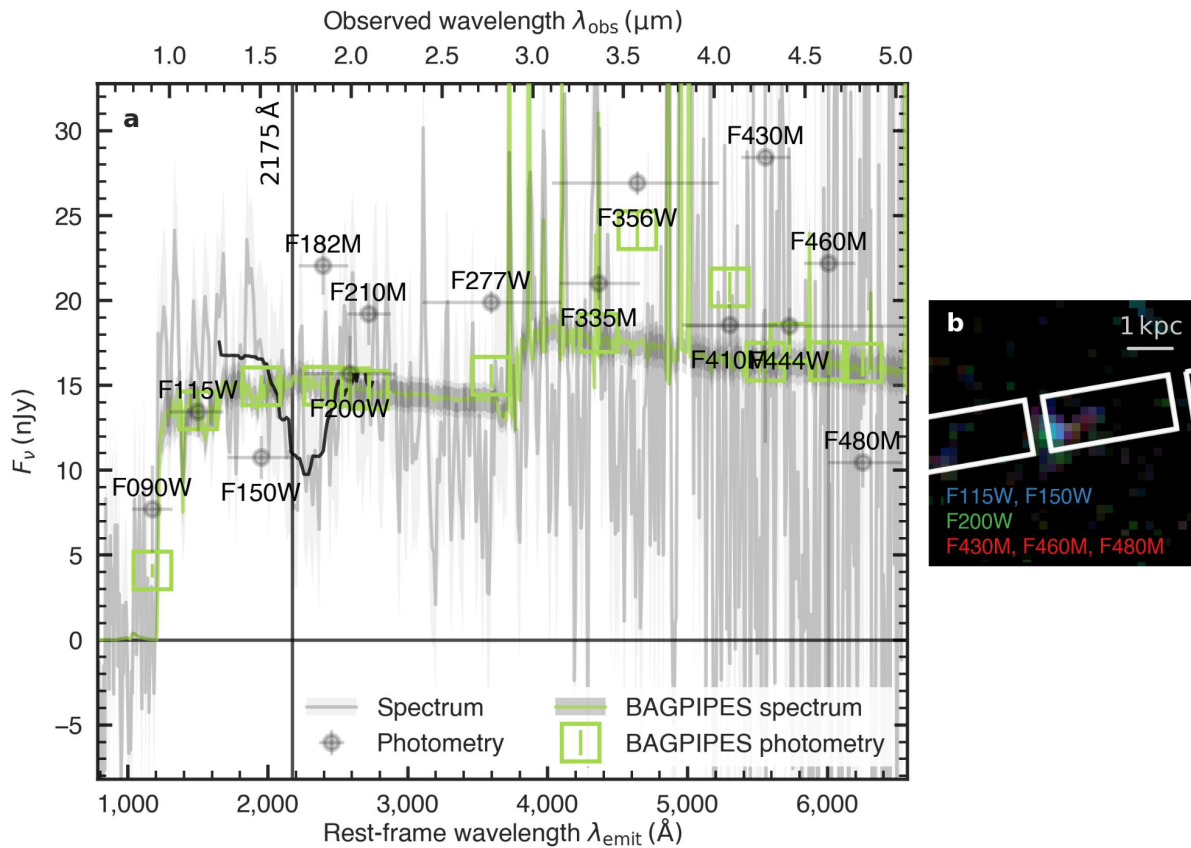 Observed wavelength λobs (μm)
1.0 1.5 2.0 2.5 3.0 3.5 4.0 4.5 5.0
a
2175 Å
30
25
20
15
10
5
0
−5
Fν (nJy)
F430M
F356W
F182M
F460M
F210M
F277W
F335M
F115W
F410M
F444W
F200W
F480M
F090W
F150W
Spectrum
BAGPIPES spectrum
Photometry
BAGPIPES photometry
1,000 2,000 3,000 4,000 5,000 6,000
Rest-frame wavelength λemit (Å)
b
1 kpc
F115W, F150W
F200W
F430M, F460M, F480M